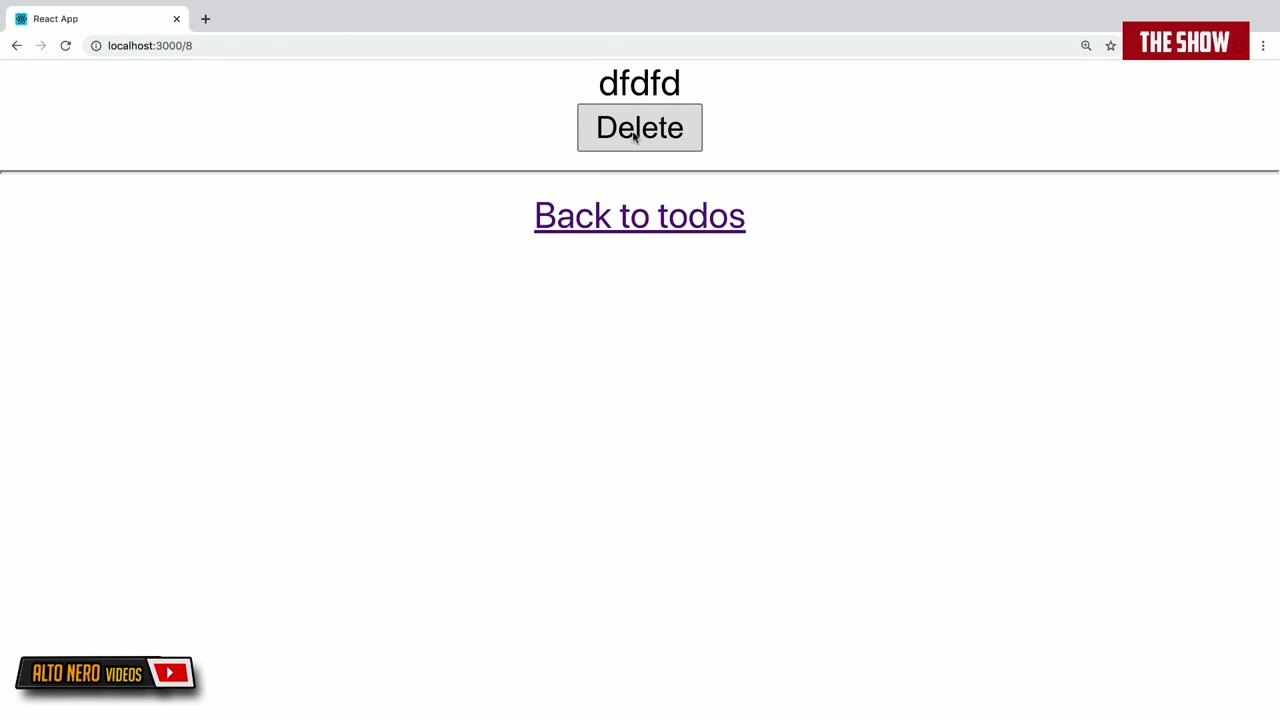 React App
localhost:3000/8
THE SHOW
dfdfd
Delete
Back to todos
ALTO NERO VIDEOS